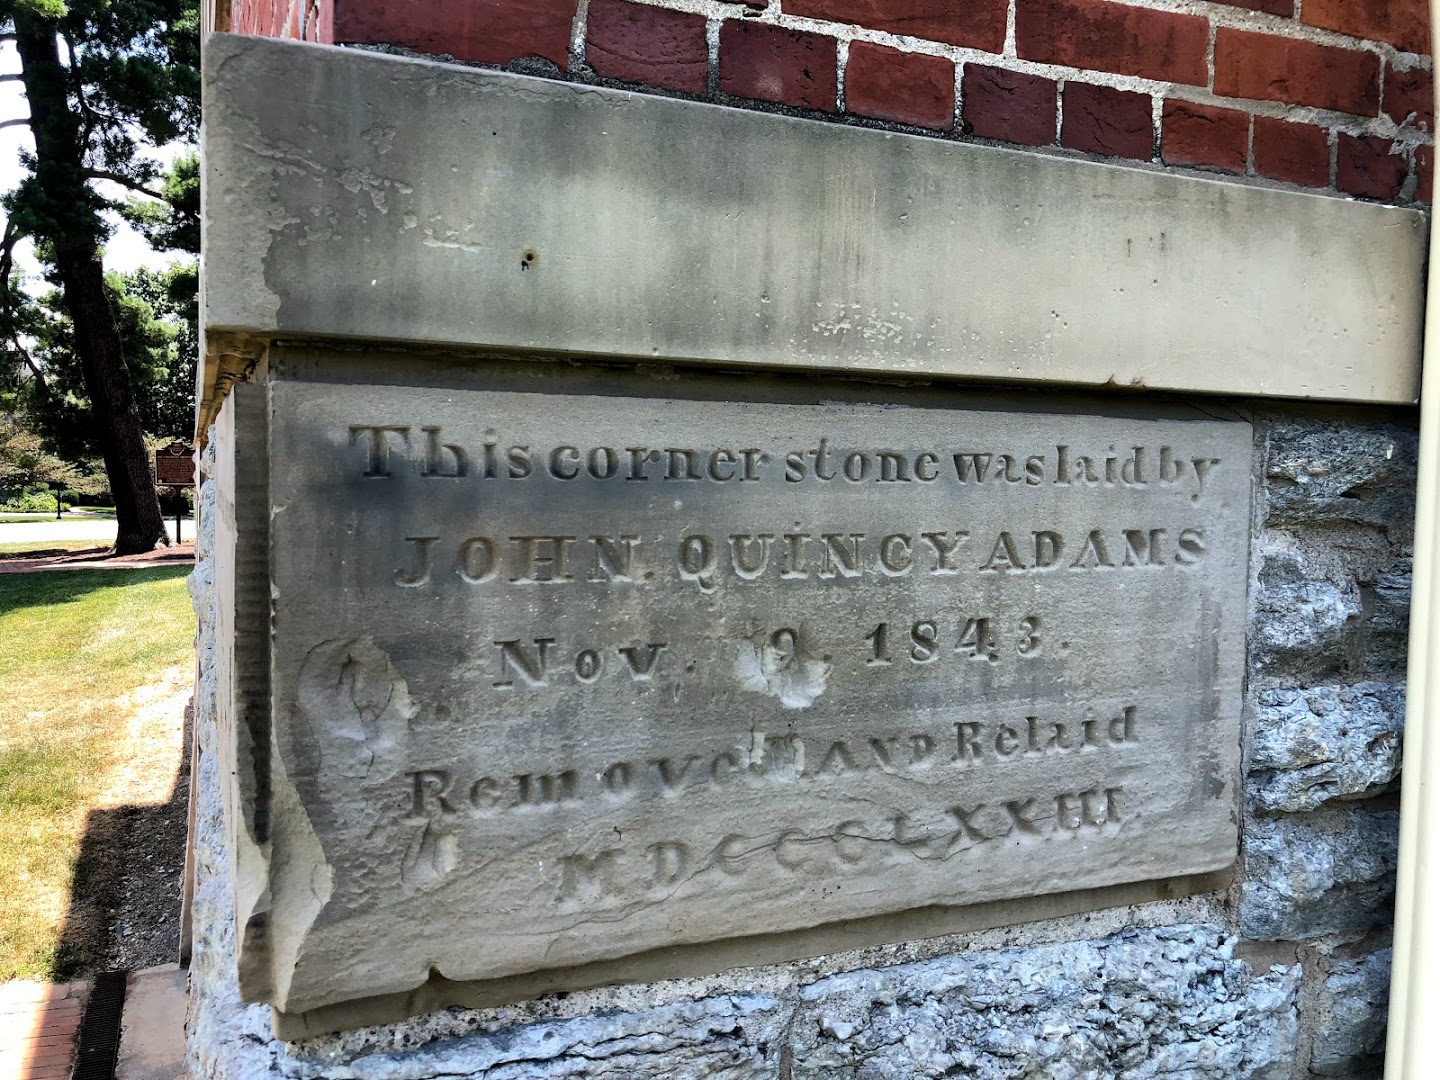 This corner stone was laid by
JOHN. QUINCY ADAMS
Nov. 9. 1843.
Removed AND Relaid
MDCCCLXXIII.